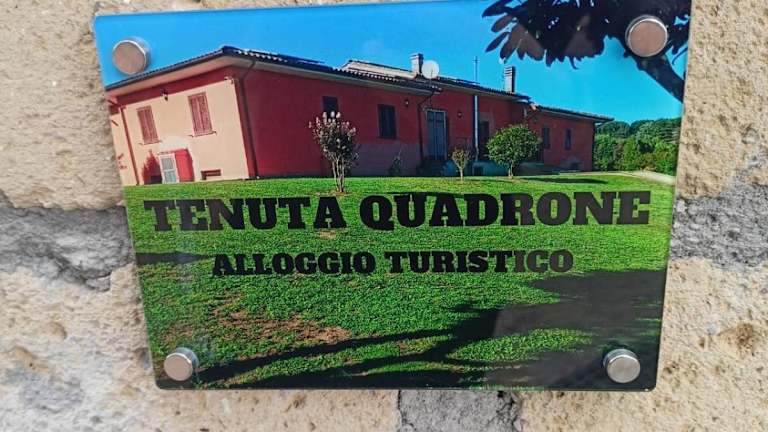 TENUTA QUADRONE
ALLOGGIO TURISTICO